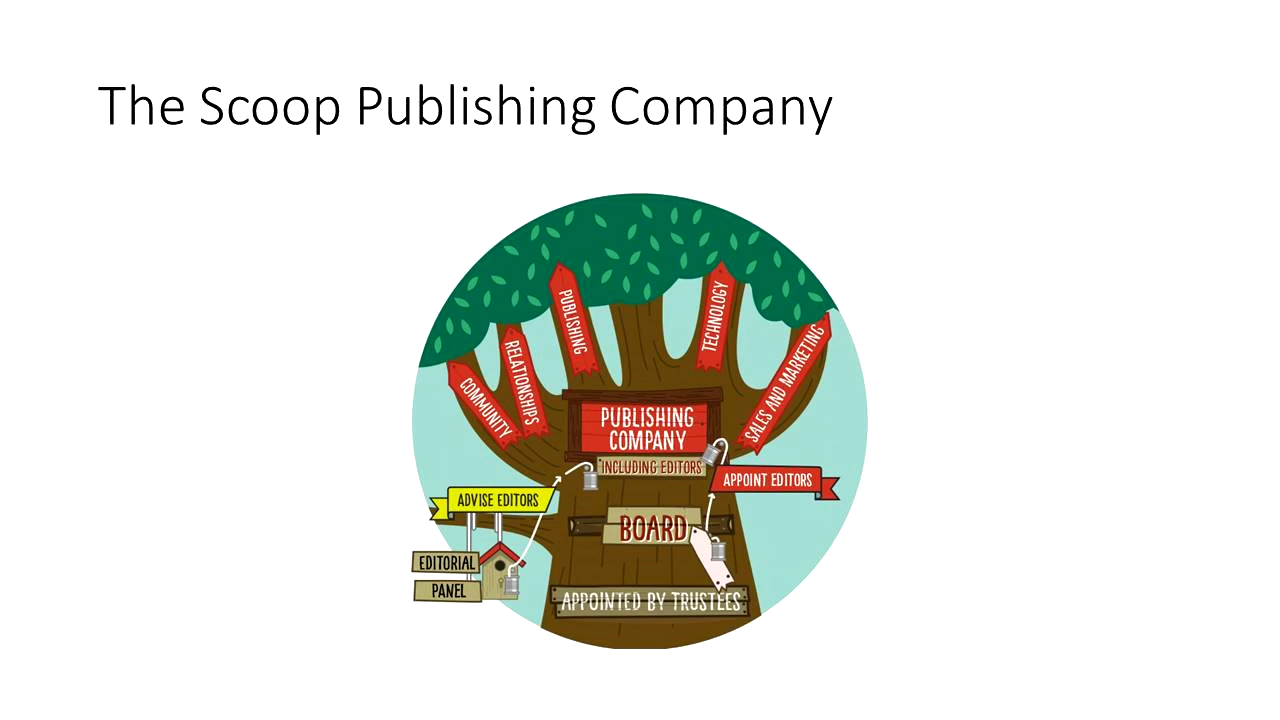 The Scoop Publishing Company
PUBLISHING
TECHNOLOGY
RELATIONSHIPS
COMMUNITY
SALES AND MARKETING
PUBLISHING
COMPANY
INCLUDING EDITORS
APPOINT EDITORS
ADVISE EDITORS
BOARD
EDITORIAL
PANEL
APPOINTED BY TRUSTEES